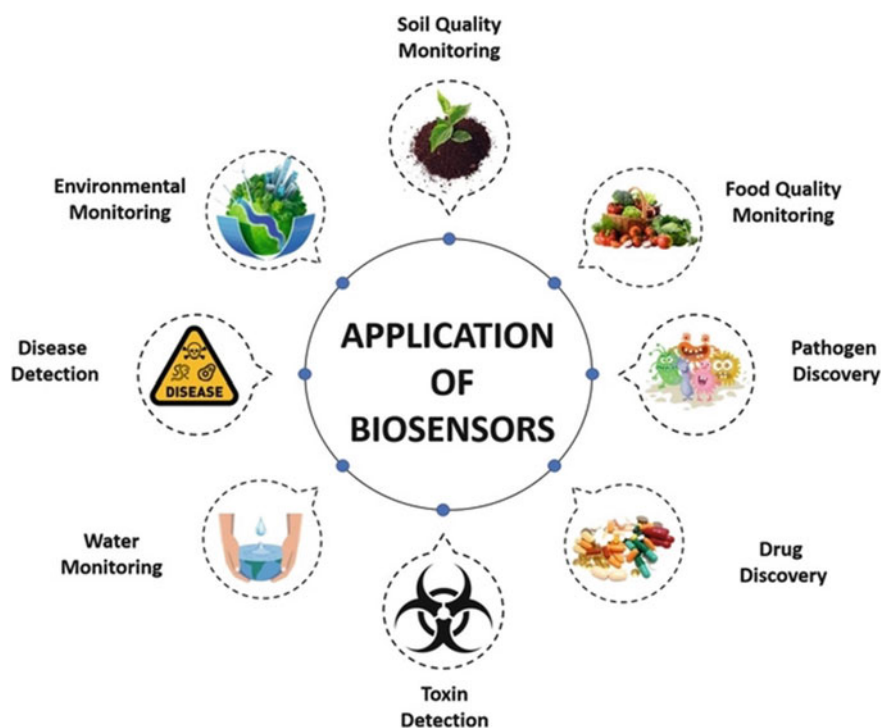 Soil Quality
Monitoring
Environmental
Monitoring
Food Quality
Monitoring
Disease
Detection
DISEASE
APPLICATION
OF
BIOSENSORS
Pathogen
Discovery
Water
Monitoring
Drug
Discovery
Toxin
Detection